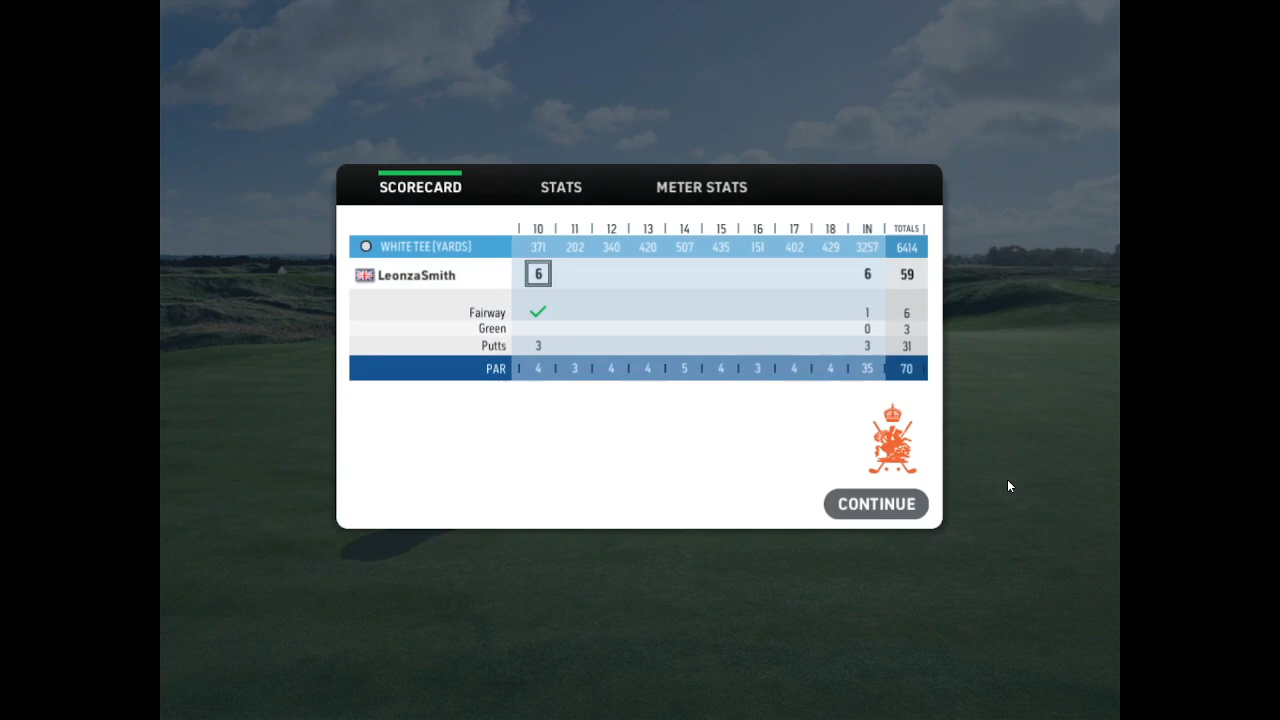 SCORECARD STATS METER STATS
10 11 12 13 14 15 16 17 18 IN TOTALS
WHITE TEE (YARDS) 371 202 340 420 507 435 151 402 429 3257 6414
LeonzaSmith 6 6 59
Fairway 1 6
Green 0 3
Putts 3 3 31
PAR 4 3 4 4 5 4 3 4 4 35 70
CONTINUE